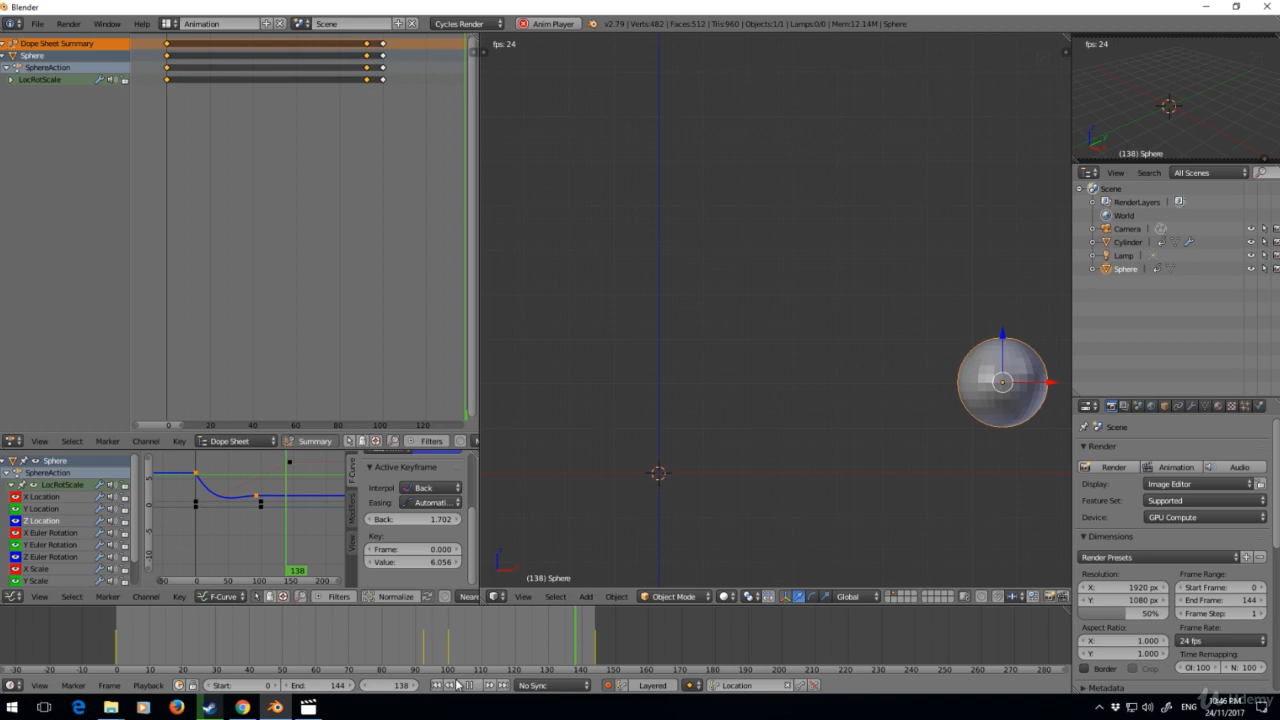 Blender
File Render Window Help Animation Scene Cycles Render Anim Player v2.79 | Verts:482 | Faces:512 | Tris:960 | Objects:1/1 | Lamps:0/0 | Mem:12.14M | Sphere
Dope Sheet Summary
Sphere
SphereAction
LocRotScale
0 20 40 60 80 100 120
View Select Marker Channel Key Dope Sheet Summary Filters
fps: 24
(138) Sphere
View Select Add Object Object Mode Global
fps: 24
(138) Sphere
View Search All Scenes
Scene
RenderLayers
World
Camera
Cylinder
Lamp
Sphere
Sphere
SphereAction
LocRotScale
X Location
Y Location
Z Location
X Euler Rotation
Y Euler Rotation
Z Euler Rotation
X Scale
Y Scale
5
0
-5
-10
0 50 100 150 200
138
F-Curve
Modifiers
View
Active Keyframe
Interpol Back
Easing: Automati...
Back: 1.702
Key:
Frame: 0.000
Value: 6.056
View Select Marker Channel Key F-Curve Filters Normalize Near
Scene
Render
Render Animation Audio
Display: Image Editor
Feature Set: Supported
Device: GPU Compute
Dimensions
Render Presets
Resolution: Frame Range:
X: 1920 px Start Frame: 0
Y: 1080 px End Frame: 144
50% Frame Step: 1
Aspect Ratio: Frame Rate:
X: 1.000 24 fps
Y: 1.000 Time Remapping:
Border Crop Ol: 100 N: 100
Metadata
-30 -20 -10 0 10 20 30 40 50 60 70 80 90 100 110 120 130 140 150 160 170 180 190 200 210 220 230 240 250 260 270 280
View Marker Frame Playback Start: 0 End: 144 138 No Sync Layered Location
ENG
10:46 PM
24/11/2017
Udemy